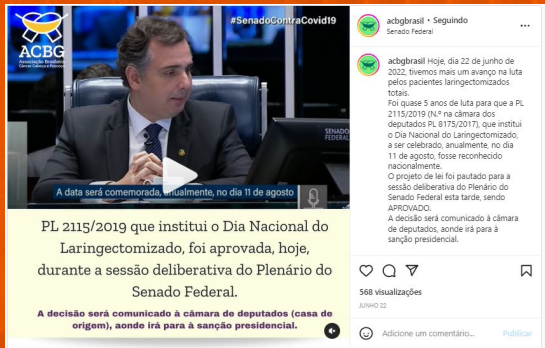 ACBG
Associação Brasileira
Câncer Cabeça e Pescoço
#SenadoContraCovid19
SENADO
FEDERAL
A data será comemorada, anualmente, no dia 11 de agosto
PL 2115/2019 que institui o Dia Nacional do
Laringectomizado, foi aprovada, hoje,
durante a sessão deliberativa do Plenário do
Senado Federal.
A decisão será comunicado à câmara de deputados (casa de
origem), aonde irá para à sanção presidencial.
acbgbrasil • Seguindo
Senado Federal
acbgbrasil Hoje, dia 22 de junho de
2022, tivemos mais um avanço na luta
pelos pacientes laringectomizados
totais.
Foi quase 5 anos de luta para que a PL
2115/2019 (N.º na câmara dos
deputados PL 8175/2017), que institui
o Dia Nacional do Laringectomizado,
a ser celebrado, anualmente, no dia
11 de agosto, fosse reconhecido
nacionalmente.
O projeto de lei foi pautado para a
sessão deliberativa do Plenário do
Senado Federal esta tarde, sendo
APROVADO.
A decisão será comunicado à câmara
de deputados, aonde irá para à
sanção presidencial.
568 visualizações
JUNHO 22
Adicione um comentário...
Publicar